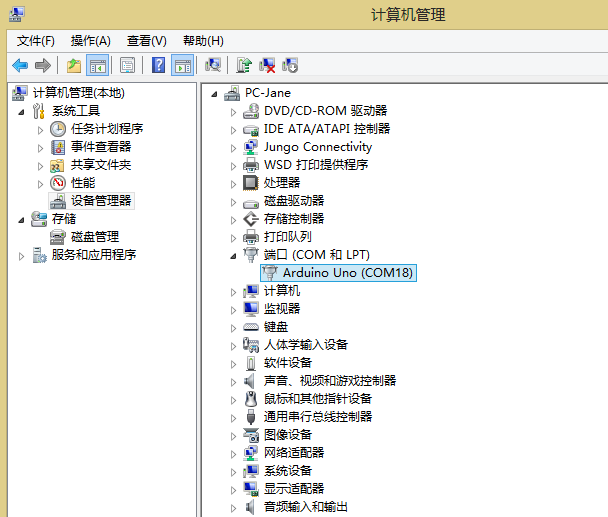 计算机管理
文件(F) 操作(A) 查看(V) 帮助(H)
计算机管理(本地)
系统工具
任务计划程序
事件查看器
共享文件夹
性能
设备管理器
存储
磁盘管理
服务和应用程序
PC-Jane
DVD/CD-ROM 驱动器
IDE ATA/ATAPI 控制器
Jungo Connectivity
WSD 打印提供程序
处理器
磁盘驱动器
存储控制器
打印队列
端口 (COM 和 LPT)
Arduino Uno (COM18)
计算机
监视器
键盘
人体学输入设备
软件设备
声音、视频和游戏控制器
鼠标和其他指针设备
通用串行总线控制器
图像设备
网络适配器
系统设备
显示适配器
音频输入和输出